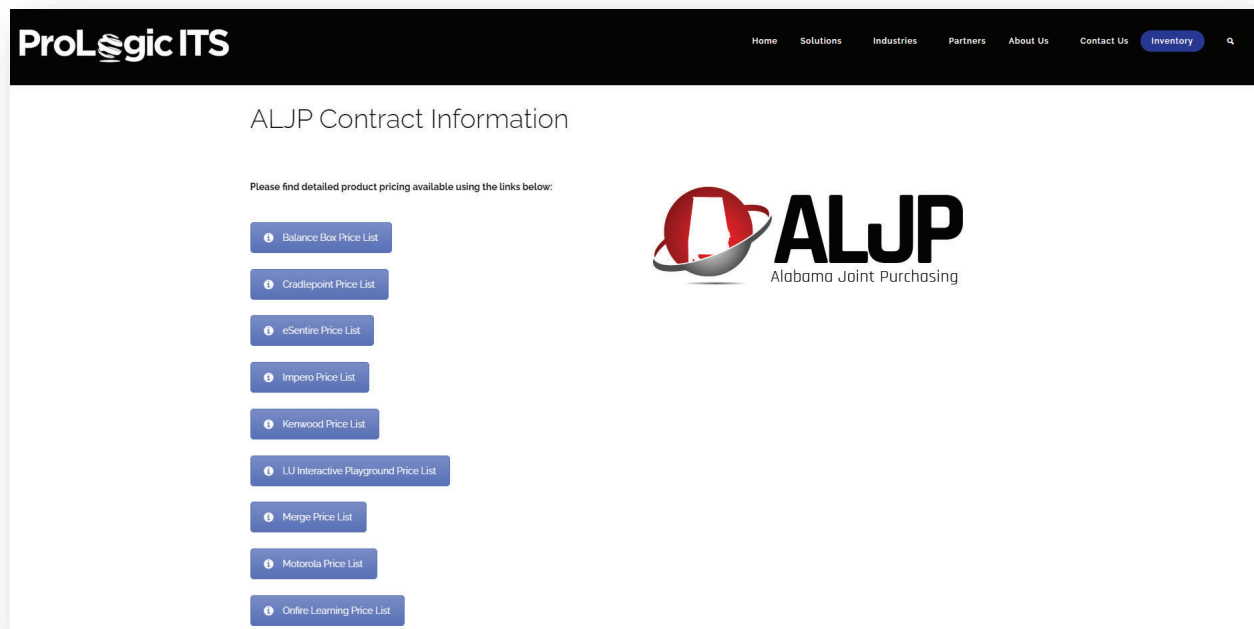 ProLogic ITS
Home Solutions Industries Partners About Us Contact Us Inventory
ALJP Contract Information
Please find detailed product pricing available using the links below:
Balance Box Price List
Cradlepoint Price List
eSentire Price List
Impero Price List
Kenwood Price List
LU Interactive Playground Price List
Merge Price List
Motorola Price List
Onfire Learning Price List
ALJP
Alabama Joint Purchasing